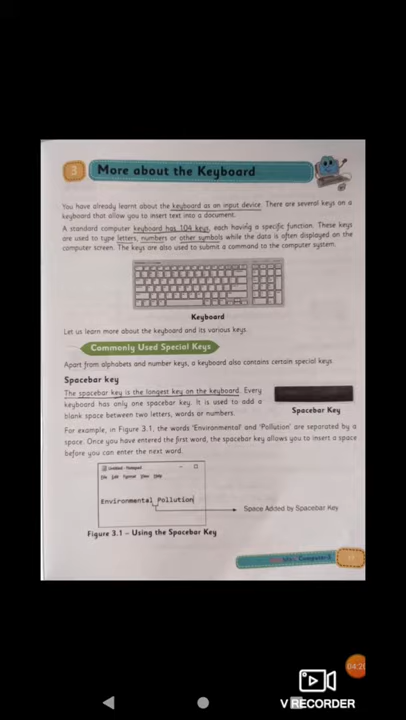 3 More about the Keyboard
You have already learnt about the keyboard as an input device. There are several keys on a
keyboard that allow you to insert text into a document.
A standard computer keyboard has 104 keys, each having a specific function. These keys
are used to type letters, numbers or other symbols while the data is often displayed on the
computer screen. The keys are also used to submit a command to the computer system.
Keyboard
Let us learn more about the keyboard and its various keys.
Commonly Used Special Keys
Apart from alphabets and number keys, a keyboard also contains certain special keys.
Spacebar key
The spacebar key is the longest key on the keyboard. Every
keyboard has only one spacebar key. It is used to add a
blank space between two letters, words or numbers.
Spacebar Key
For example, in Figure 3.1, the words 'Environmental' and 'Pollution' are separated by a
space. Once you have entered the first word, the spacebar key allows you to insert a space
before you can enter the next word.
Untitled - Notepad
File Edit Format View Help
Environmental Pollution
Space Added by Spacebar Key
Figure 3.1 – Using the Spacebar Key
04:21
V RECORDER